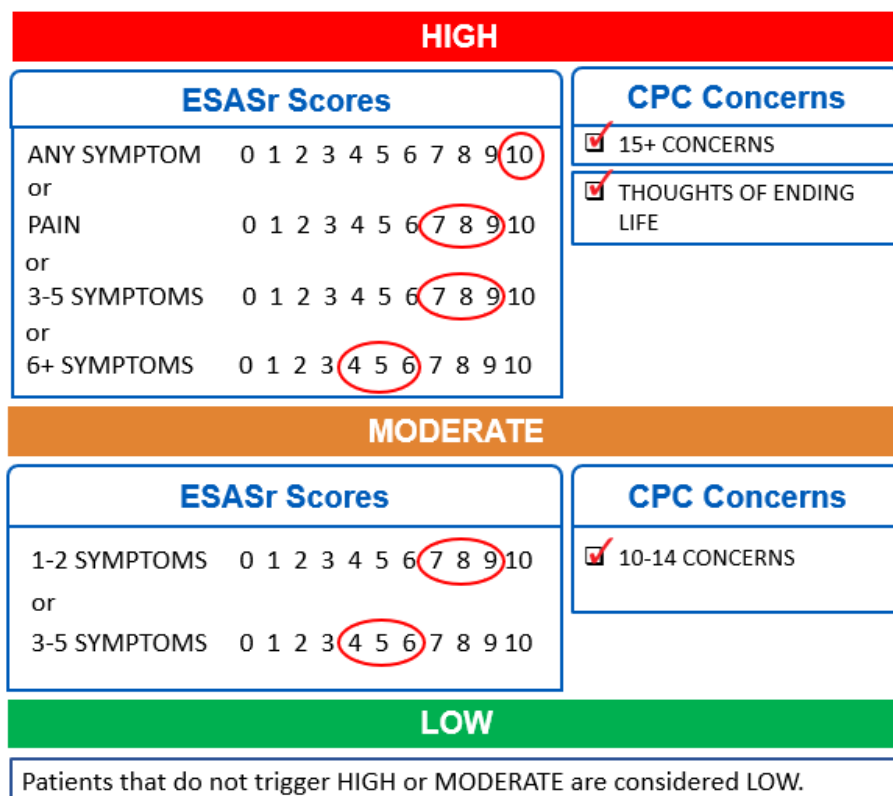 HIGH
ESASr Scores
ANY SYMPTOM 0 1 2 3 4 5 6 7 8 9 10
or
PAIN 0 1 2 3 4 5 6 7 8 9 10
or
3-5 SYMPTOMS 0 1 2 3 4 5 6 7 8 9 10
or
6+ SYMPTOMS 0 1 2 3 4 5 6 7 8 9 10
CPC Concerns
15+ CONCERNS
THOUGHTS OF ENDING
LIFE
MODERATE
ESASr Scores
1-2 SYMPTOMS 0 1 2 3 4 5 6 7 8 9 10
or
3-5 SYMPTOMS 0 1 2 3 4 5 6 7 8 9 10
CPC Concerns
10-14 CONCERNS
LOW
Patients that do not trigger HIGH or MODERATE are considered LOW.